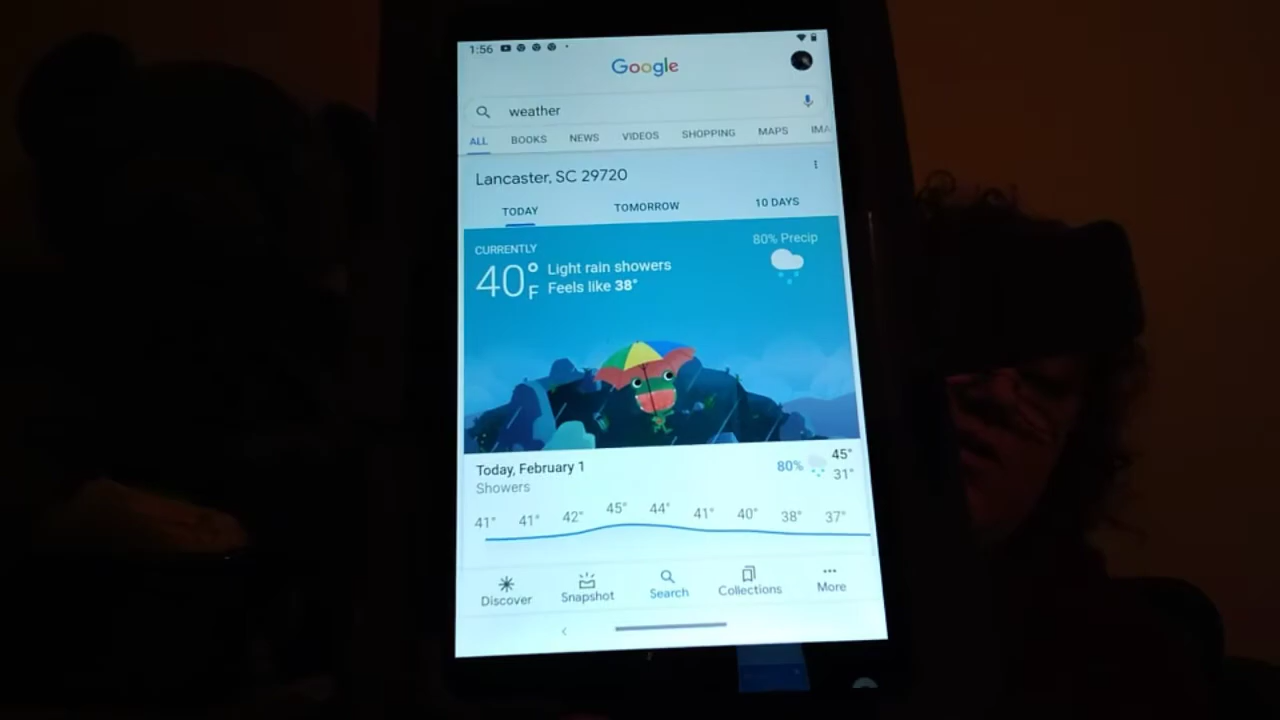 1:56
Google
weather
ALL BOOKS NEWS VIDEOS SHOPPING MAPS IMA
Lancaster, SC 29720
TODAY TOMORROW 10 DAYS
CURRENTLY
80% Precip
40°F
Light rain showers
Feels like 38°
Today, February 1
Showers
80%
45°
31°
41° 41° 42° 45° 44° 41° 40° 38° 37°
Discover Snapshot Search Collections More